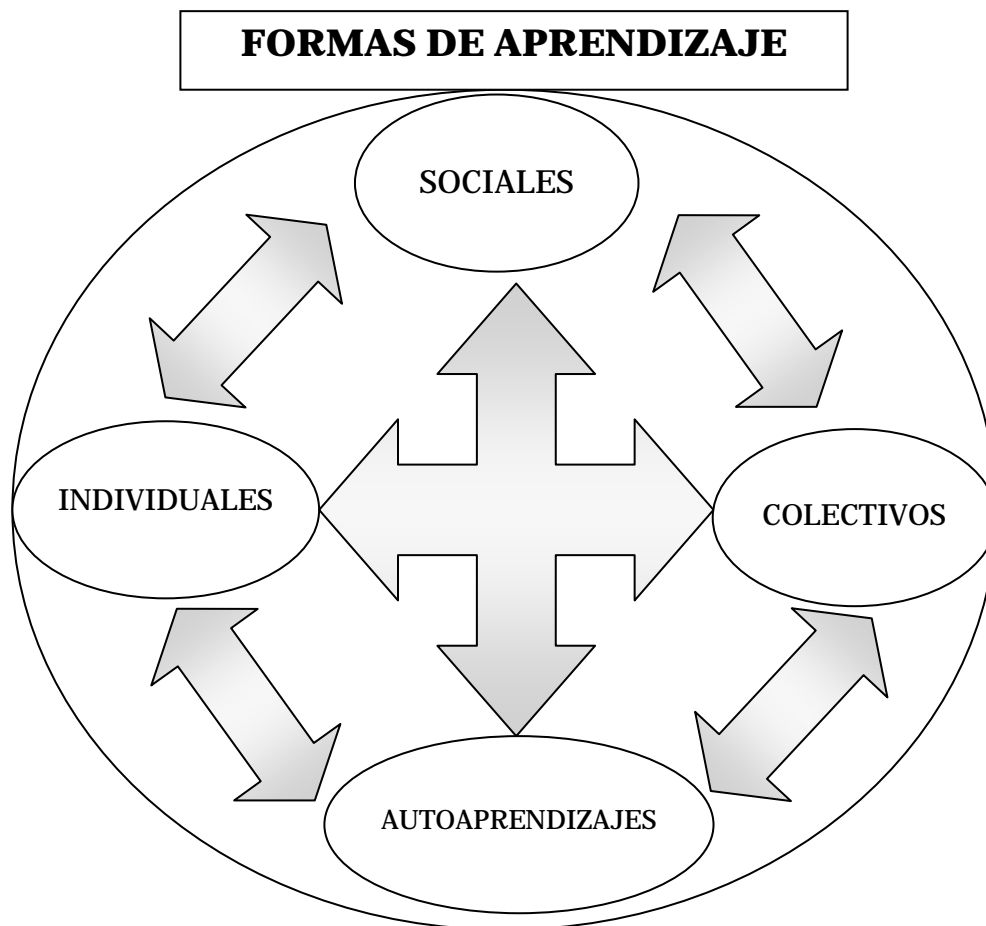 FORMAS DE APRENDIZAJE
SOCIALES
INDIVIDUALES
COLECTIVOS
AUTOAPRENDIZAJES